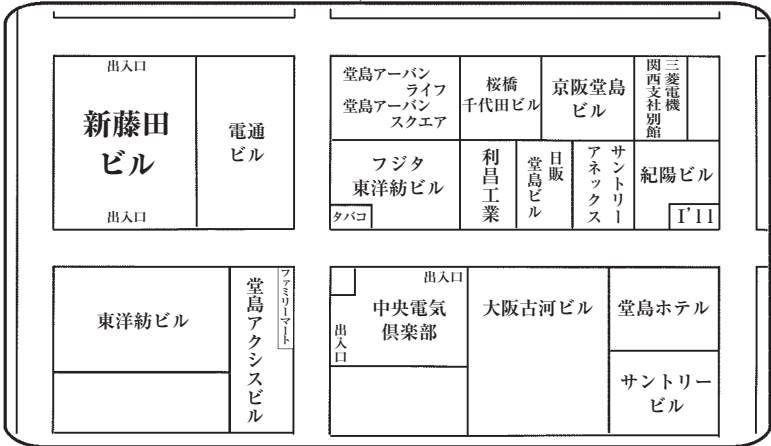 出入口
新藤田
ビル
出入口
電通
ビル
堂島アーバン
ライフ
堂島アーバン
スクエア
桜橋
千代田ビル
京阪堂島
ビル
三菱電機
関西支社別館
フジタ
東洋紡ビル
タバコ
利昌工業
日販
堂島ビル
サントリー
アネックス
紀陽ビル
I'll
東洋紡ビル
ファミリーマート
堂島アクシスビル
出入口
中央電気
倶楽部
出入口
大阪古河ビル
堂島ホテル
サントリー
ビル